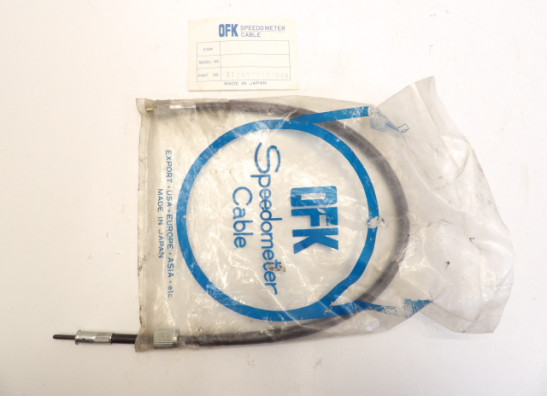 OFK SPEEDOMETER
CABLE
MADE IN JAPAN
OFK
Speedometer
Cable
EXPORT • USA • EUROPE • ASIA • etc
MADE IN JAPAN